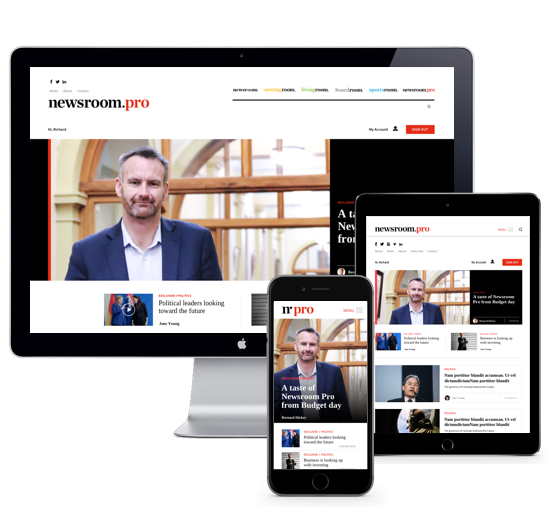 newsroom. viewingroom. livingroom. boardroom. sportsroom. newsroom.pro
Home About Contact
newsroom.pro
Hi, Richard
My Account
SIGN OUT
EXCLUSIVE
A ta
Newsro
from B
EXCLUSIVE • POLITICS
Political leaders looking
toward the future
Jane Young
newsroom.pro
MENU
Hi, Richard
My Account
SIGN OUT
A taste of Newsroom
Pro from Budget day
Bernard Hickey
Political leaders looking
toward the future
Business is looking up
with investing
POLITICS
Nam porttitor blandit accumsan. Ut vel
dictumdictumNam porttitor blandit
POLITICS
Nam porttitor blandit accumsan. Ut vel
dictumdictumNam porttitor blandit
nr pro
MENU
A taste of
Newsroom Pro
from Budget day
Bernard Hickey
EXCLUSIVE • POLITICS
Political leaders looking
toward the future
EXCLUSIVE • POLITICS
Business is looking up
with investing